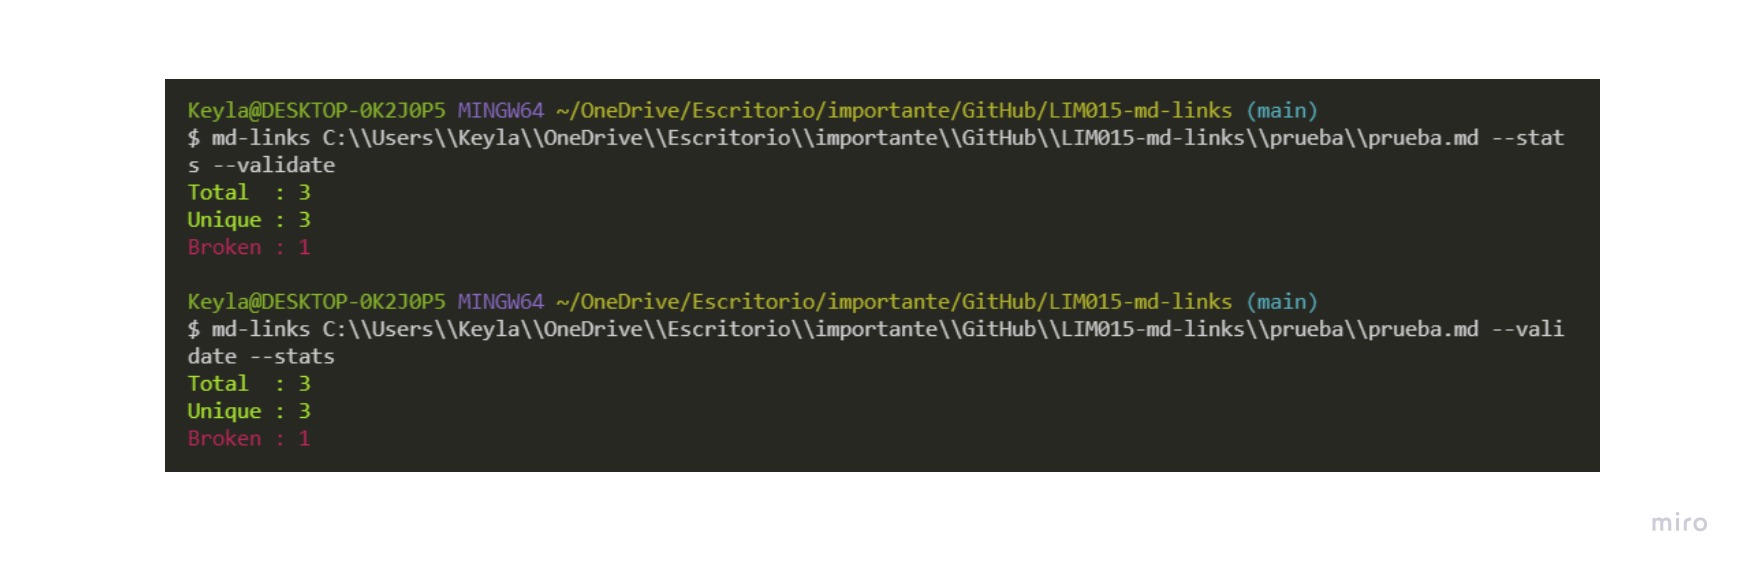 Keyla@DESKTOP-0K2J0P5 MINGW64 ~/OneDrive/Escritorio/importante/GitHub/LIM015-md-links (main)
$ md-links C:\\Users\\Keyla\\OneDrive\\Escritorio\\importante\\GitHub\\LIM015-md-links\\prueba\\prueba.md --stat
s --validate
Total  : 3
Unique : 3
Broken : 1
Keyla@DESKTOP-0K2J0P5 MINGW64 ~/OneDrive/Escritorio/importante/GitHub/LIM015-md-links (main)
$ md-links C:\\Users\\Keyla\\OneDrive\\Escritorio\\importante\\GitHub\\LIM015-md-links\\prueba\\prueba.md --vali
date --stats
Total  : 3
Unique : 3
Broken : 1
miro